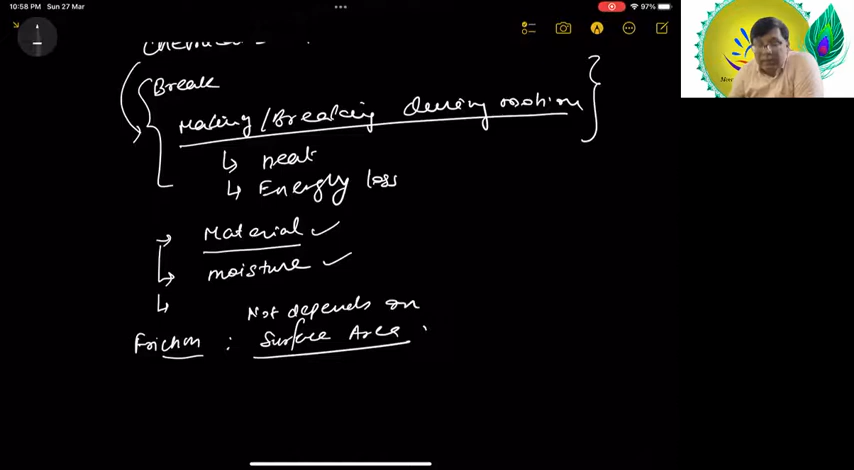 10:58 PM Sun 27 Mar
97%
Break
Making/Breaking during motion
↳ heat
↳ Energy loss
→ Material ✓
→ moisture ✓
↳
Not depends on
Friction : Surface Area .